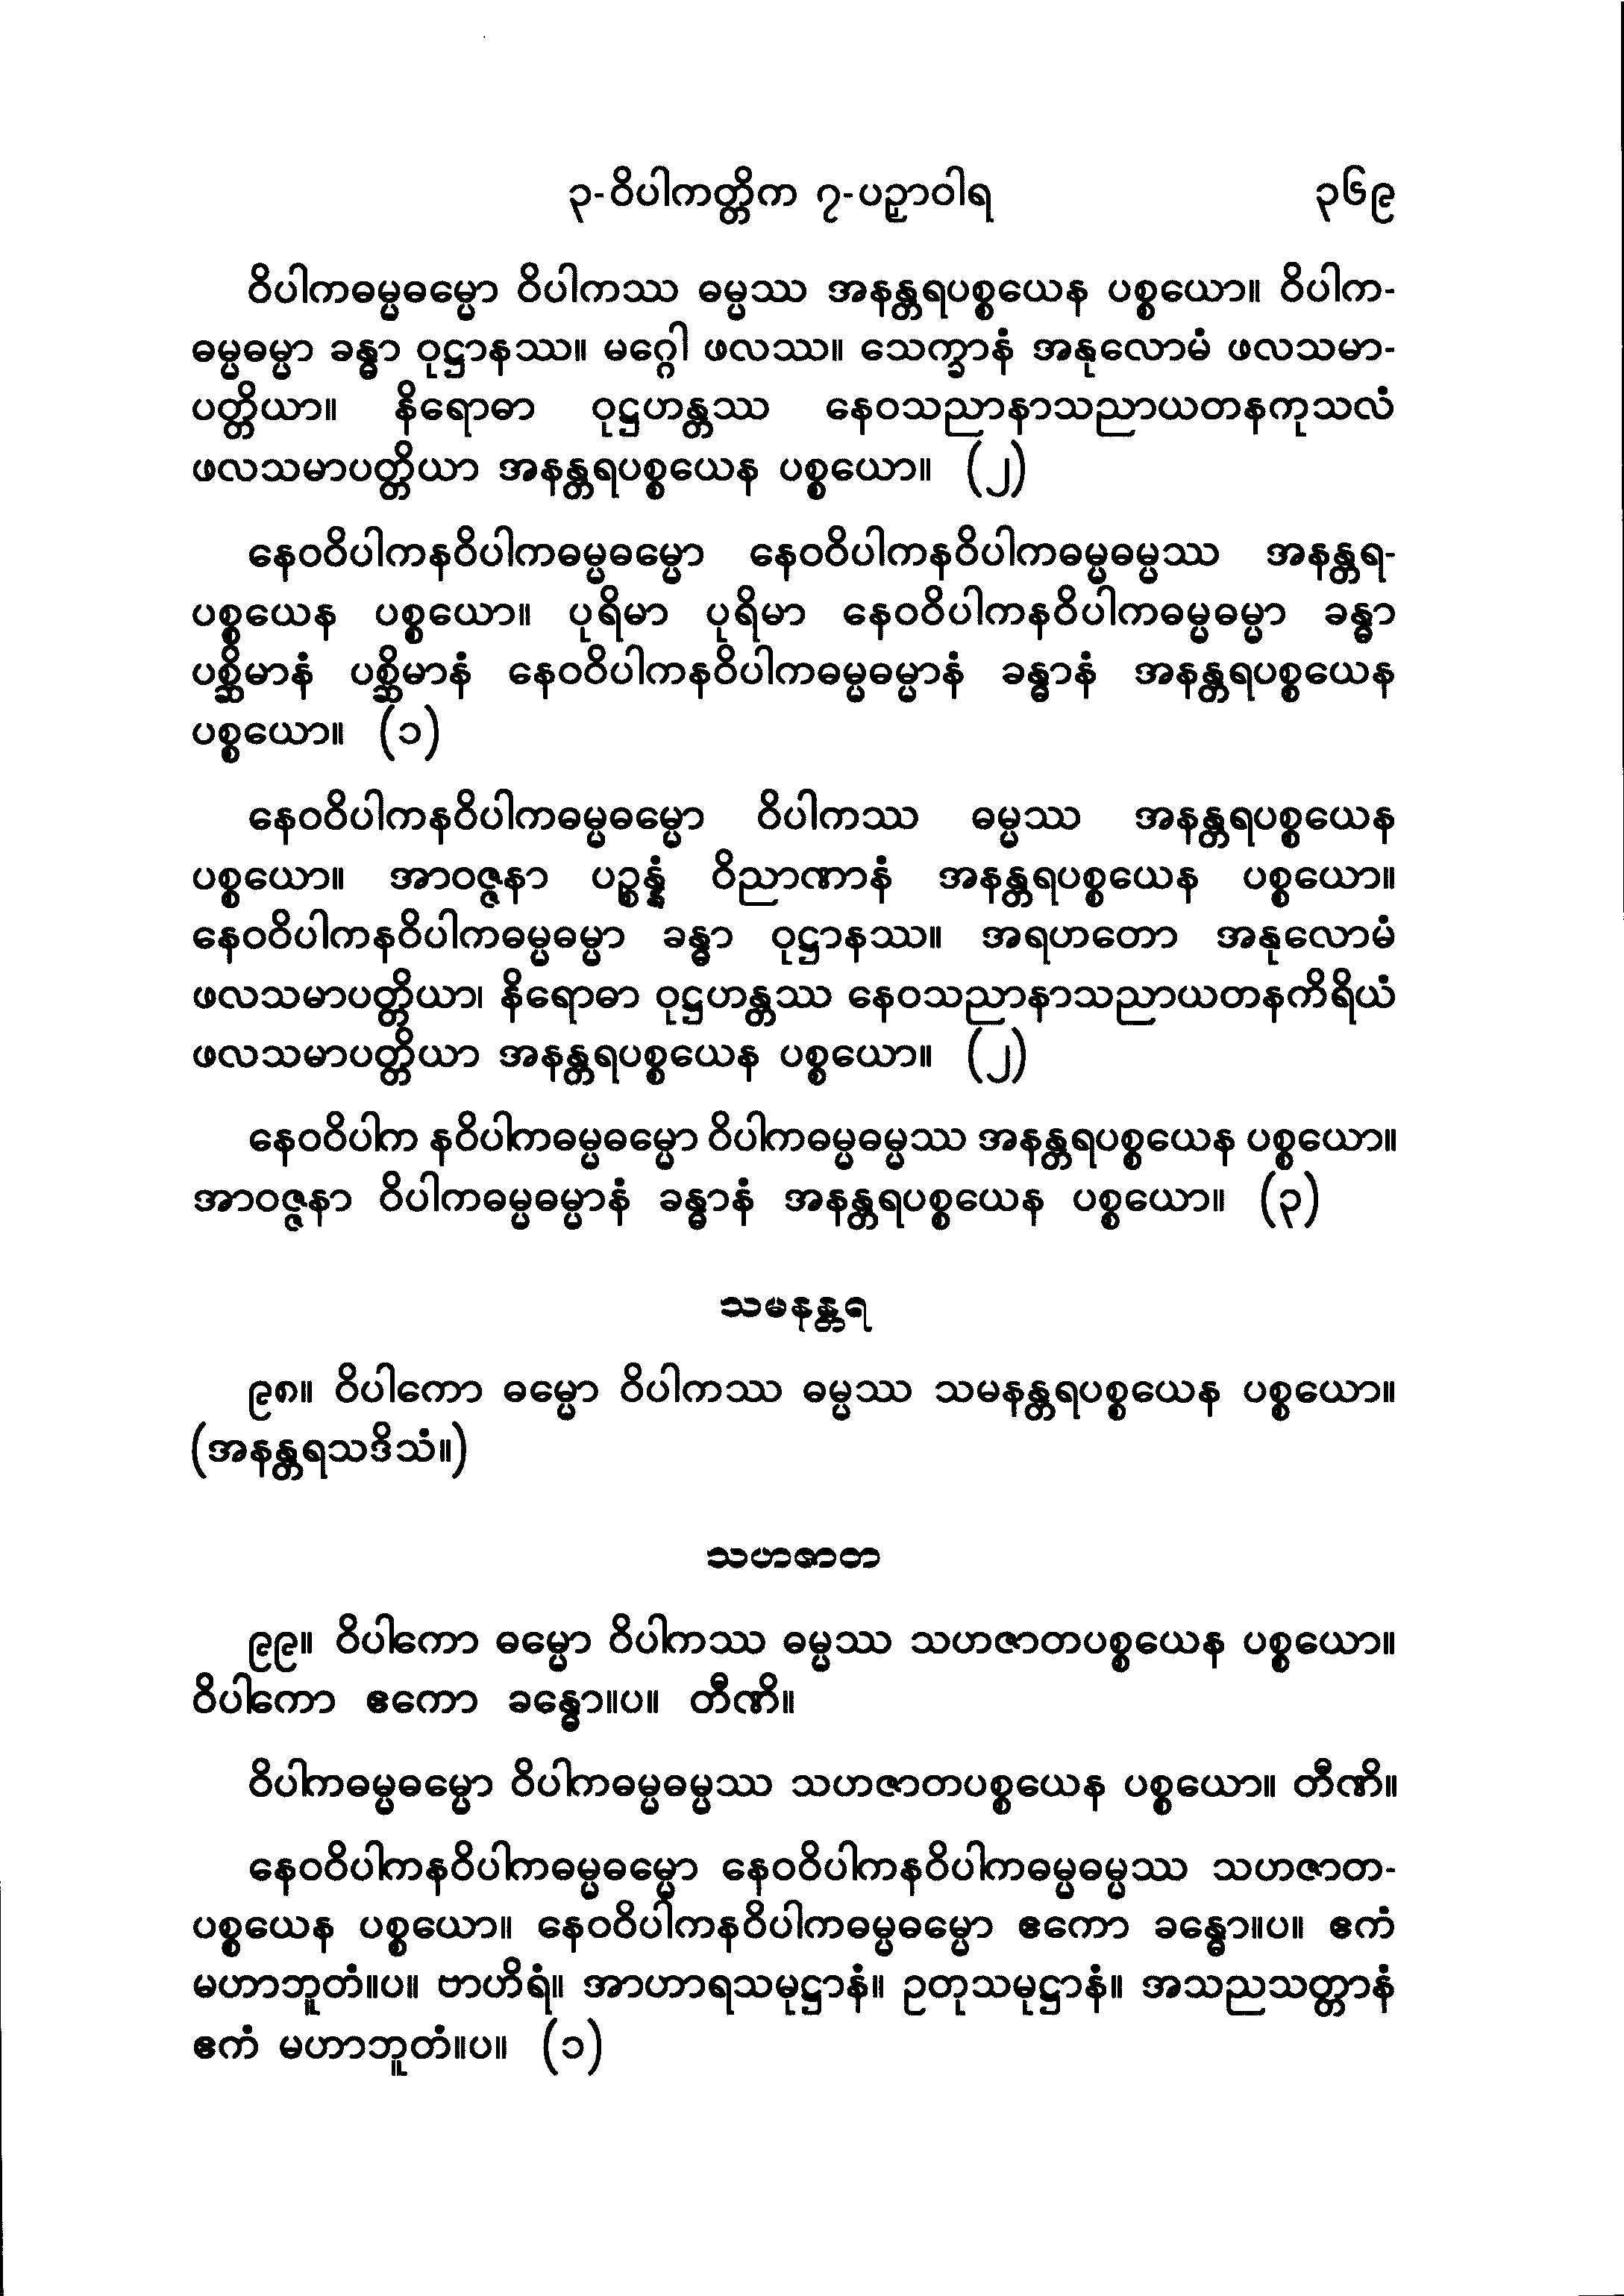 ၃-ဝိပါကတ္တိက ၇-ပဉှာဝါရ ၃၆၉
ဝိပါကဓမ္မဓမ္မော ဝိပါကဿ ဓမ္မဿ အနန္တရပစ္စယေန ပစ္စယော။ ဝိပါက-
ဓမ္မဓမ္မာ ခန္ဓာ ဝုဋ္ဌာနဿ။ မဂ္ဂေါ ဖလဿ။ သေက္ခာနံ အနုလောမံ ဖလသမာ-
ပတ္တိယာ။ နိရောဓာ ဝုဋ္ဌဟန္တဿ နေဝသညာနာသညာယတနကုသလံ
ဖလသမာပတ္တိယာ အနန္တရပစ္စယေန ပစ္စယော။ (၂)
နေဝဝိပါကနဝိပါကဓမ္မဓမ္မော နေဝဝိပါကနဝိပါကဓမ္မဓမ္မဿ အနန္တရ-
ပစ္စယေန ပစ္စယော။ ပုရိမာ ပုရိမာ နေဝဝိပါကနဝိပါကဓမ္မဓမ္မာ ခန္ဓာ
ပစ္ဆိမာနံ ပစ္ဆိမာနံ နေဝဝိပါကနဝိပါကဓမ္မဓမ္မာနံ ခန္ဓာနံ အနန္တရပစ္စယေန
ပစ္စယော။ (၁)
နေဝဝိပါကနဝိပါကဓမ္မဓမ္မော ဝိပါကဿ ဓမ္မဿ အနန္တရပစ္စယေန
ပစ္စယော။ အာဝဇ္ဇနာ ပဉ္စန္နံ ဝိညာဏာနံ အနန္တရပစ္စယေန ပစ္စယော။
နေဝဝိပါကနဝိပါကဓမ္မဓမ္မာ ခန္ဓာ ဝုဋ္ဌာနဿ။ အရဟတော အနုလောမံ
ဖလသမာပတ္တိယာ၊ နိရောဓာ ဝုဋ္ဌဟန္တဿ နေဝသညာနာသညာယတနကိရိယံ
ဖလသမာပတ္တိယာ အနန္တရပစ္စယေန ပစ္စယော။ (၂)
နေဝဝိပါက နဝိပါကဓမ္မဓမ္မော ဝိပါကဓမ္မဓမ္မဿ အနန္တရပစ္စယေန ပစ္စယော။
အာဝဇ္ဇနာ ဝိပါကဓမ္မဓမ္မာနံ ခန္ဓာနံ အနန္တရပစ္စယေန ပစ္စယော။ (၃)
သမနန္တရ
၉၈။ ဝိပါကော ဓမ္မော ဝိပါကဿ ဓမ္မဿ သမနန္တရပစ္စယေန ပစ္စယော။
(အနန္တရသဒိသံ။)
သဟဇာတ
၉၉။ ဝိပါကော ဓမ္မော ဝိပါကဿ ဓမ္မဿ သဟဇာတပစ္စယေန ပစ္စယော။
ဝိပါကော ဧကော ခန္ဓော။ပ။ တီဏိ။
ဝိပါကဓမ္မဓမ္မော ဝိပါကဓမ္မဓမ္မဿ သဟဇာတပစ္စယေန ပစ္စယော။ တီဏိ။
နေဝဝိပါကနဝိပါကဓမ္မဓမ္မော နေဝဝိပါကနဝိပါကဓမ္မဓမ္မဿ သဟဇာတ-
ပစ္စယေန ပစ္စယော။ နေဝဝိပါကနဝိပါကဓမ္မဓမ္မော ဧကော ခန္ဓော။ပ။ ဧကံ
မဟာဘူတံ။ပ။ ဗာဟိရံ။ အာဟာရသမုဋ္ဌာနံ။ ဥတုသမုဋ္ဌာနံ။ အသညသတ္တာနံ
ဧကံ မဟာဘူတံ။ပ။ (၁)